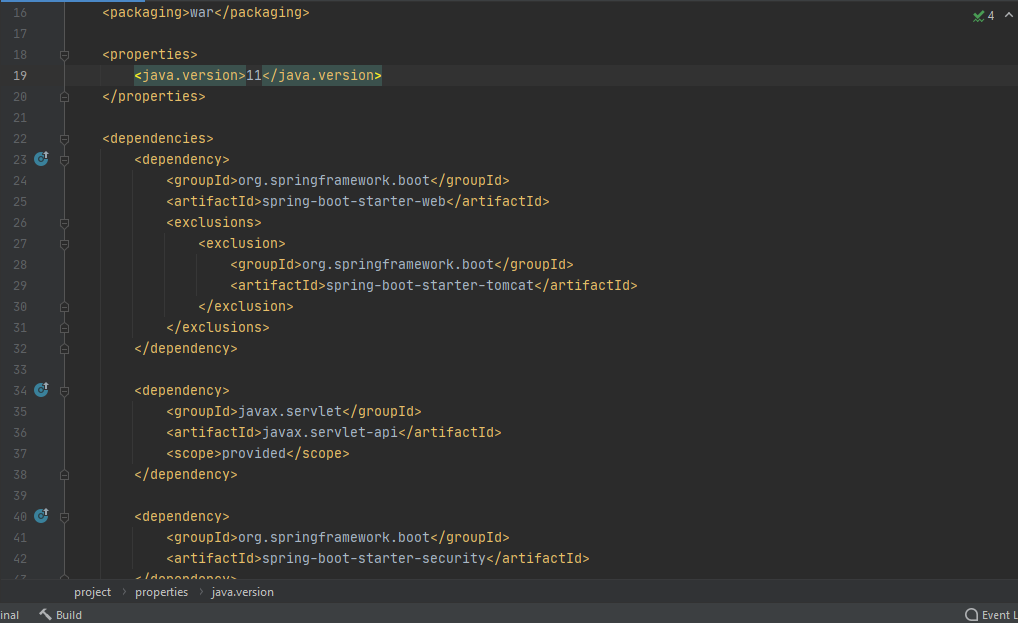 16 <packaging>war</packaging>
17
18 <properties>
19 <java.version>11</java.version>
20 </properties>
21
22 <dependencies>
23 <dependency>
24 <groupId>org.springframework.boot</groupId>
25 <artifactId>spring-boot-starter-web</artifactId>
26 <exclusions>
27 <exclusion>
28 <groupId>org.springframework.boot</groupId>
29 <artifactId>spring-boot-starter-tomcat</artifactId>
30 </exclusion>
31 </exclusions>
32 </dependency>
33
34 <dependency>
35 <groupId>javax.servlet</groupId>
36 <artifactId>javax.servlet-api</artifactId>
37 <scope>provided</scope>
38 </dependency>
39
40 <dependency>
41 <groupId>org.springframework.boot</groupId>
42 <artifactId>spring-boot-starter-security</artifactId>
43 </dependency>
4
project > properties > java.version
inal Build Event L